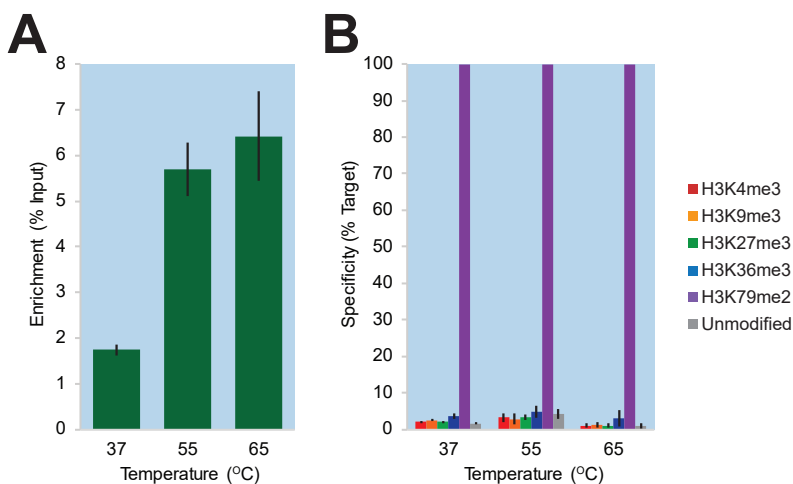 A
Enrichment (% Input)
8
7
6
5
4
3
2
1
0
37 55 65
Temperature (°C)
B
Specificity (% Target)
100
90
80
70
60
50
40
30
20
10
0
37 55 65
Temperature (°C)
H3K4me3
H3K9me3
H3K27me3
H3K36me3
H3K79me2
Unmodified